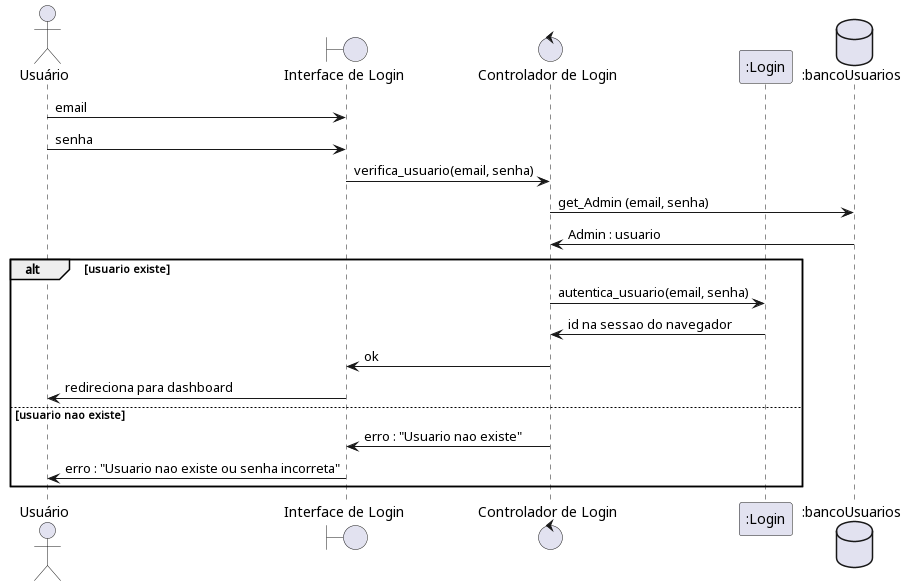 Usuário
Interface de Login
Controlador de Login
:Login
:bancoUsuarios
email
senha
verifica_usuario(email, senha)
get_Admin (email, senha)
Admin : usuario
alt [usuario existe]
autentica_usuario(email, senha)
id na sessao do navegador
ok
redireciona para dashboard
[usuario nao existe]
erro : "Usuario nao existe"
erro : "Usuario nao existe ou senha incorreta"
Usuário
Interface de Login
Controlador de Login
:Login
:bancoUsuarios